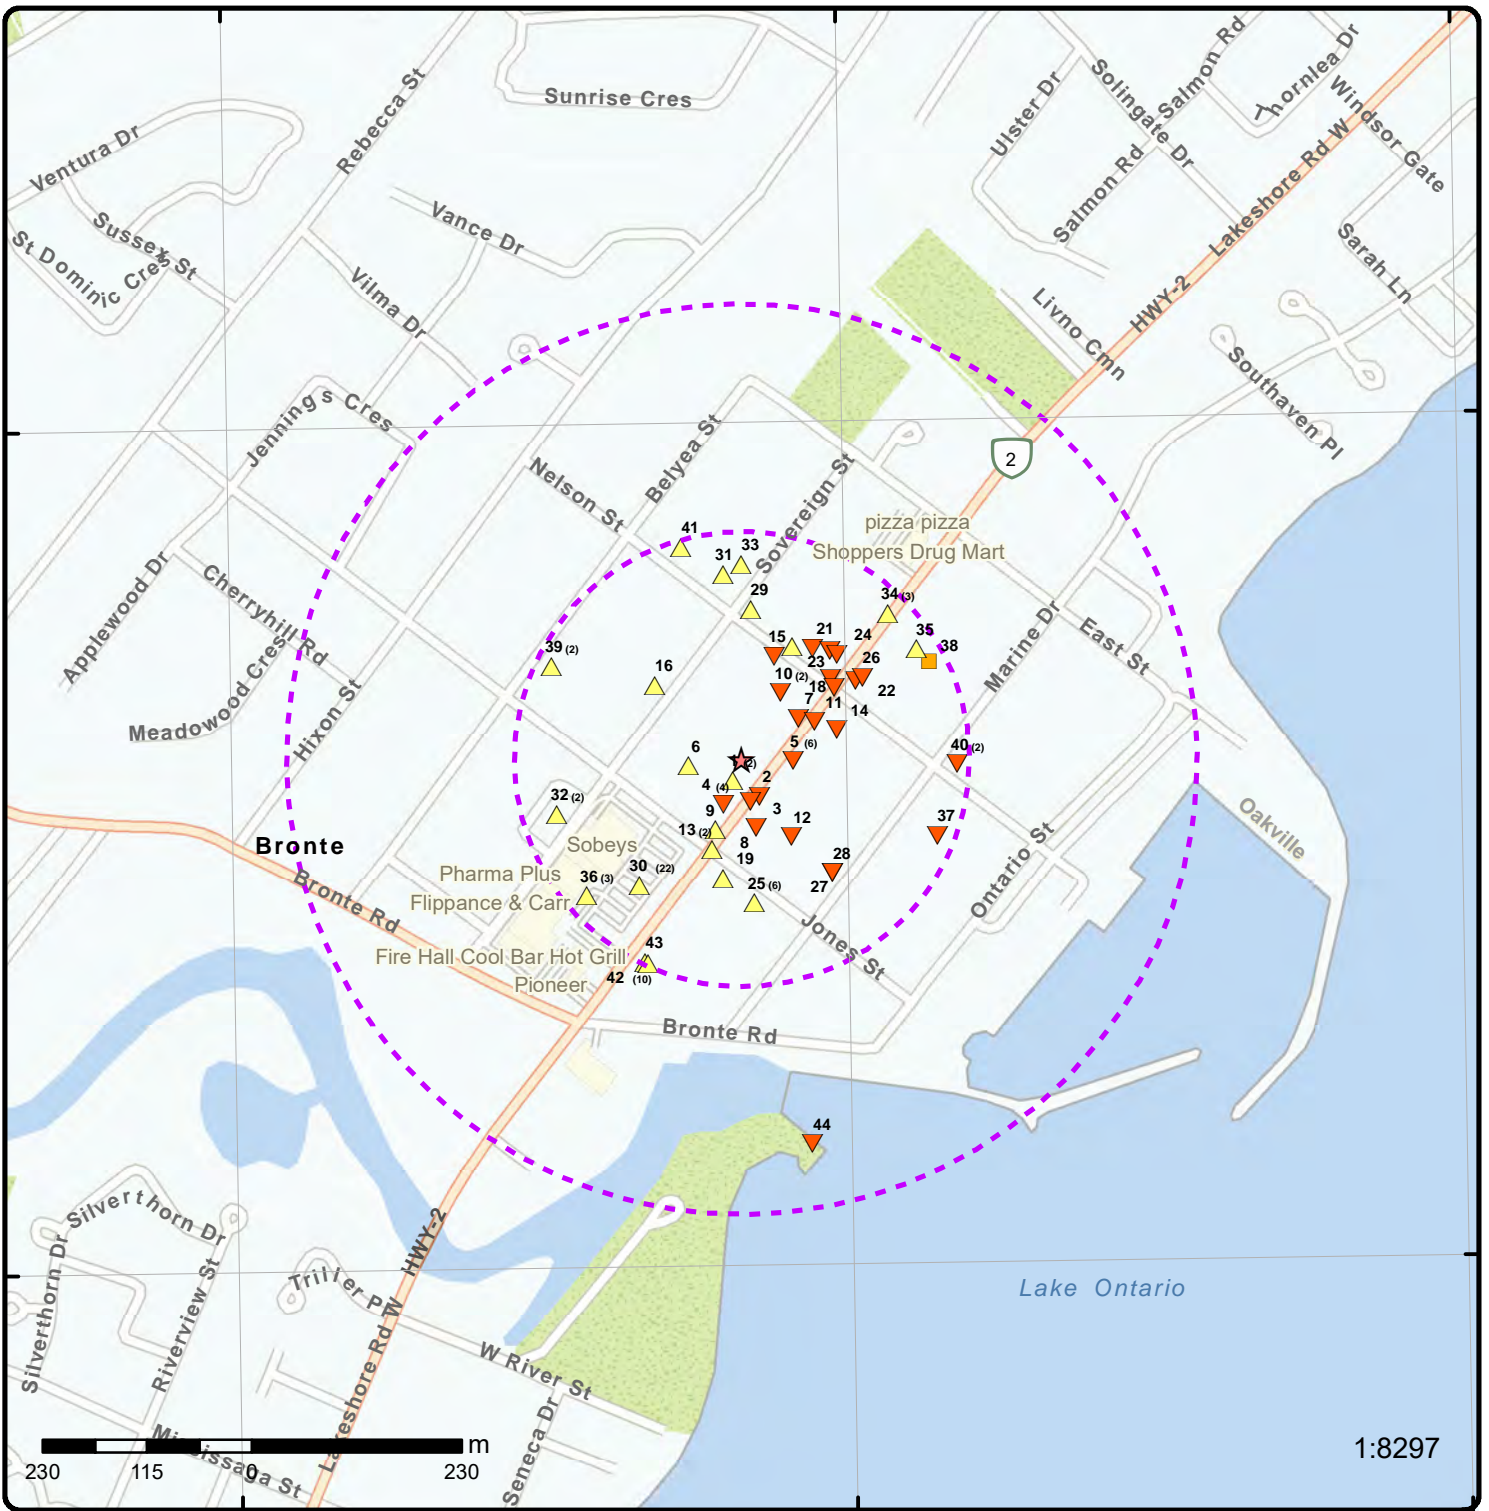 Sunrise Cres
Rebecca St
Ventura Dr
Sussex St
St Dominic Cres
Vance Dr
Vilma Dr
Ulster Dr
Solingate Dr
Salmon Rd
Salmon Rd
Thornlea Dr
Windsor Gate
Lakeshore Rd W
HWY-2
Sarah Ln
Livno Cmn
Southaven Pl
2
Jennings Cres
Belyea St
Nelson St
Sovereign St
pizza pizza
Shoppers Drug Mart
Applewood Dr
Cherryhill Rd
Meadowood Cres
Hixon St
Marine Dr
East St
41
31
33
29
34 (3)
35
38
15
21
24
23
26
22
39 (2)
16
10 (2)
18
7
11
14
5 (6)
40 (2)
6
(2)
4 (4)
2
3
9
13 (2)
8
12
19
37
28
27
32 (2)
30 (22)
36 (3)
25 (6)
43
42 (10)
44
Bronte
Bronte Rd
Sobeys
Pharma Plus
Flippance & Carr
Fire Hall Cool Bar Hot Grill
Pioneer
Jones St
Ontario St
Oakville
Bronte Rd
Lake Ontario
Silverthorn Dr
Silverthorn Dr
Riverview St
Trillier Pl
HWY-2
Lakeshore Rd W
W River St
Seneca Dr
Mississaga St
230 115 0 230
m
1:8297